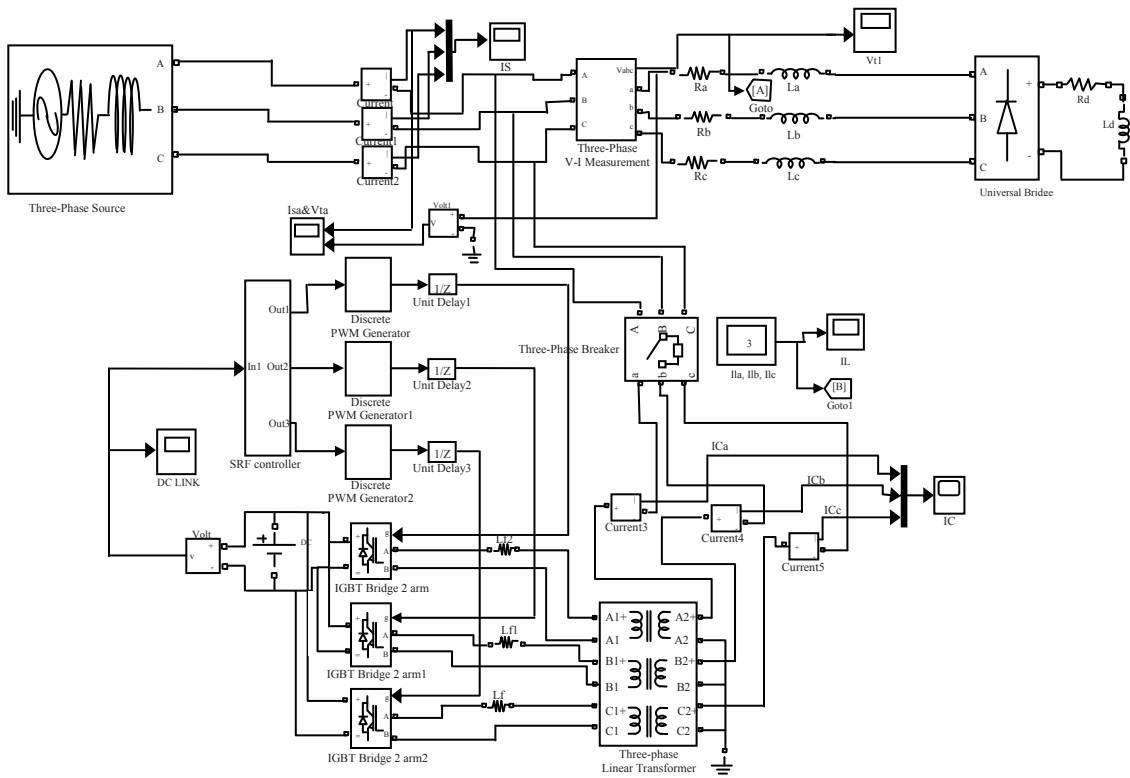 A
B
C
Three-Phase Source
+
-
Current
+
-
Current1
+
-
Current2
IS
A
B
C
Vabc
a
b
c
Three-Phase
V-I Measurement
Vt1
[A]
Goto
Ra
La
Rb
Lb
Rc
Lc
A
B
C
+
-
Universal Bridge
Rd
Ld
Isa&Vta
Volt1
V
+
-
In1
Out1
Out2
Out3
SRF controller
Discrete
PWM Generator
1/Z
Unit Delay1
Discrete
PWM Generator1
1/Z
Unit Delay2
Discrete
PWM Generator2
1/Z
Unit Delay3
DC LINK
Three-Phase Breaker
A
B
C
a
b
c
3
Ila, Ilb, Ilc
IL
[B]
Goto1
ICa
ICb
ICc
IC
+
-
Current3
+
-
Current4
+
-
Current5
Volt
v
+
-
+
DC
+
=
g
A
B
IGBT Bridge 2 arm
Lf2
+
=
g
A
B
IGBT Bridge 2 arm1
Lf1
+
=
g
A
B
IGBT Bridge 2 arm2
Lf
A1+
A1
B1+
B1
C1+
C1
A2+
A2
B2+
B2
C2+
C2
Three-phase
Linear Transformer